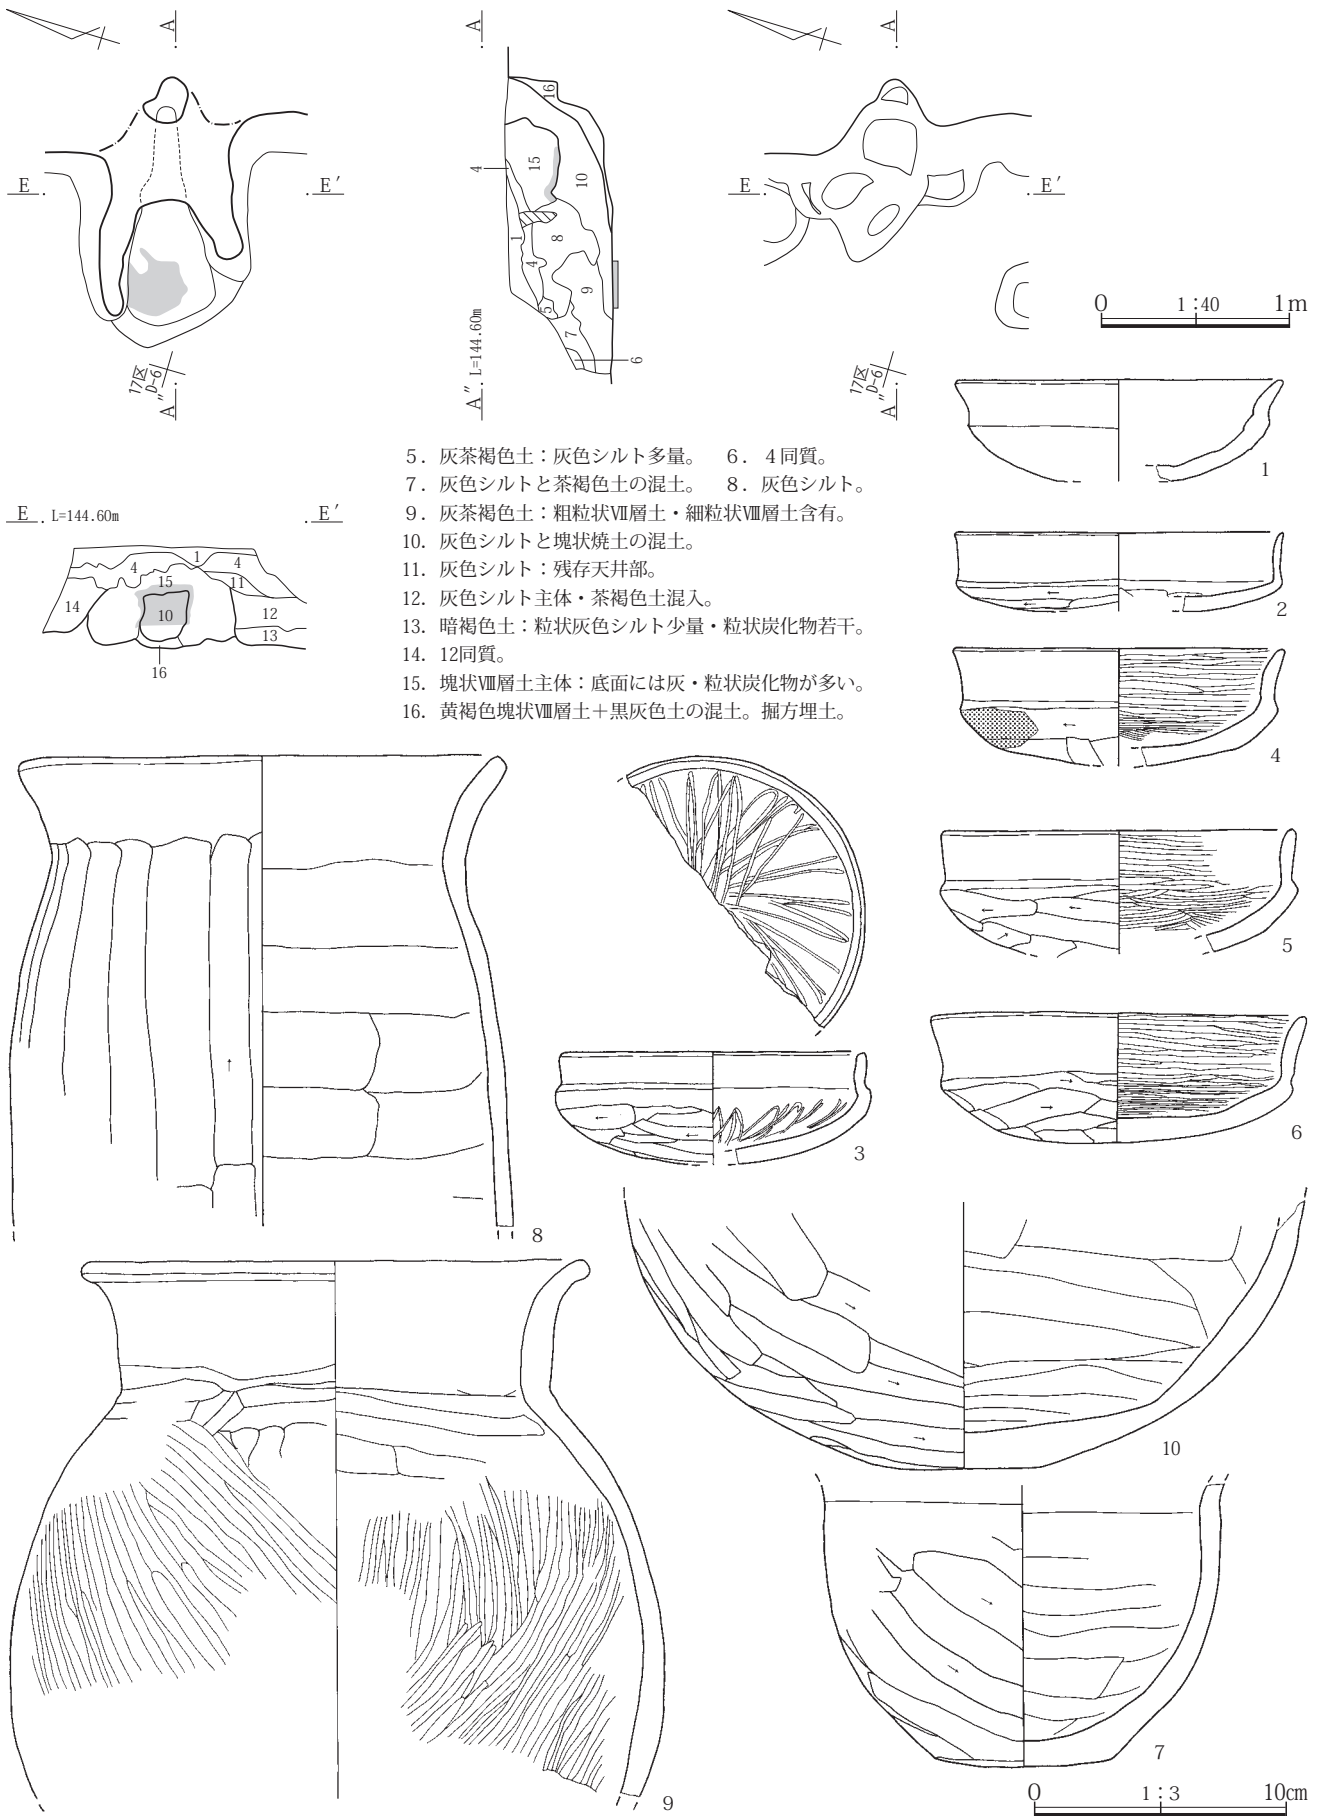 A
A
A
E
E′
16
15
4
10
1
8
4
9
5
7
6
E
E′
17区
D-6
A″
A″
L=144.60m
17区
D-6
A″
0
1：40
1m
5．灰茶褐色土：灰色シルト多量。　6．4同質。
7．灰色シルトと茶褐色土の混土。　8．灰色シルト。
9．灰茶褐色土：粗粒状Ⅶ層土・細粒状Ⅷ層土含有。
10．灰色シルトと塊状焼土の混土。
11．灰色シルト：残存天井部。
12．灰色シルト主体・茶褐色土混入。
13．暗褐色土：粒状灰色シルト少量・粒状炭化物若干。
14．12同質。
15．塊状Ⅷ層土主体：底面には灰・粒状炭化物が多い。
16．黄褐色塊状Ⅷ層土＋黒灰色土の混土。掘方埋土。
E
L=144.60m
E′
1
4
4
15
11
14
10
12
13
16
1
2
4
5
3
6
8
10
7
9
0
1：3
10㎝